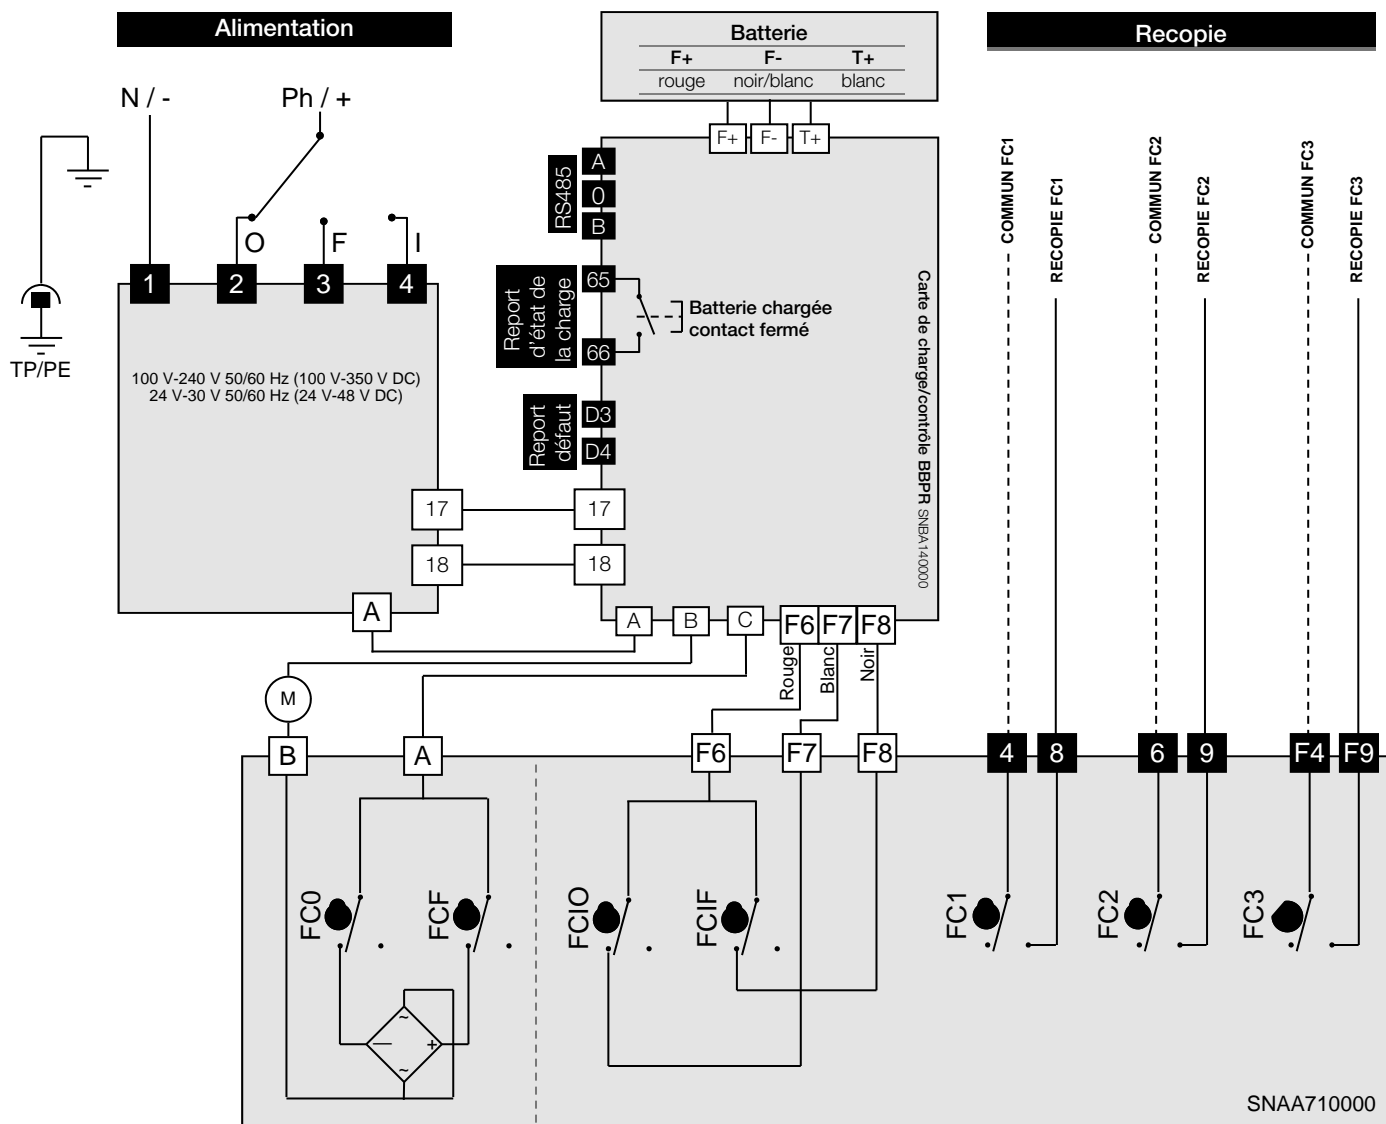 Alimentation
Batterie
F+ F- T+
rouge noir/blanc blanc
Recopie
N / -
Ph / +
F+ F- T+
RS485
A
0
B
COMMUN FC1
RECOPIE FC1
COMMUN FC2
RECOPIE FC2
COMMUN FC3
RECOPIE FC3
O F I
1 2 3 4
TP/PE
100 V-240 V 50/60 Hz (100 V-350 V DC)
24 V-30 V 50/60 Hz (24 V-48 V DC)
Report
d'état de
la charge
65
66
Batterie chargée
contact fermé
Report
défaut
D3
D4
Carte de charge/contrôle BBPR SNBA140000
17 17
18 18
A
A B C F6 F7 F8
Rouge
Blanc
Noir
M
B A F6 F7 F8 4 8 6 9 F4 F9
FC0
FCF
FCIO
FCIF
FC1
FC2
FC3
~
— +
~
SNAA710000